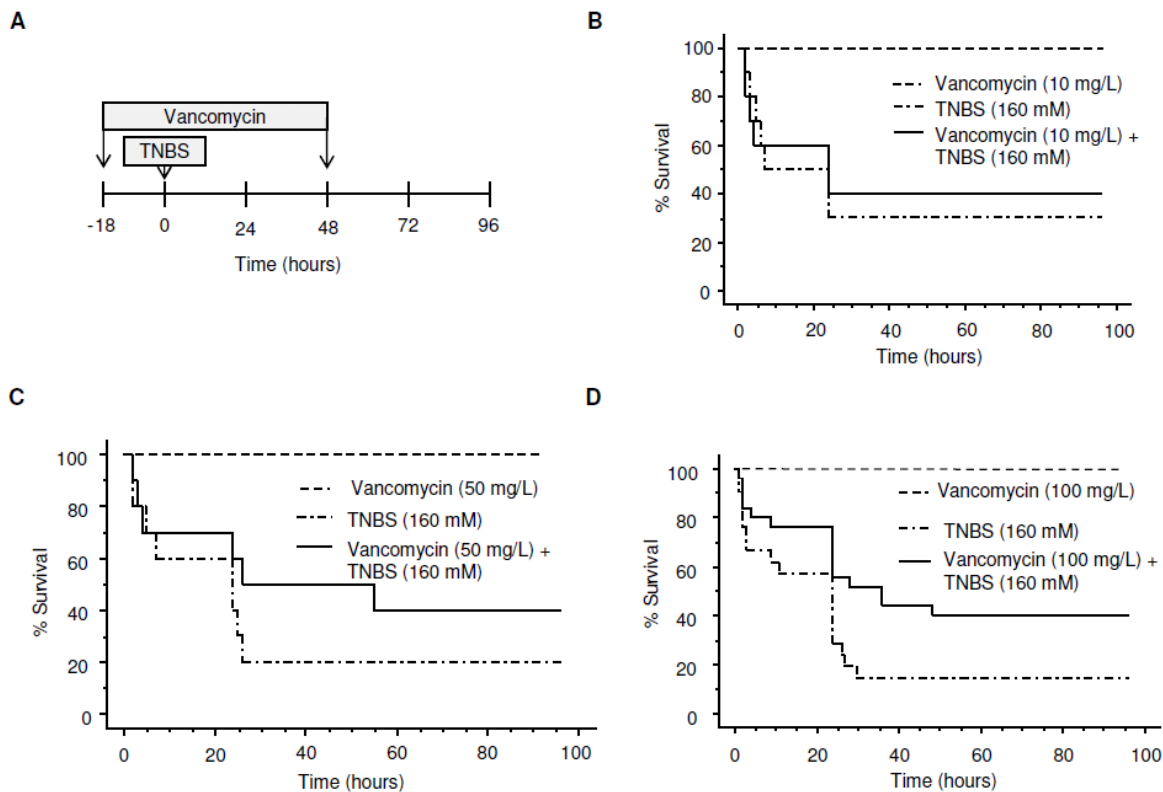 A
Vancomycin
TNBS
-18 0 24 48 72 96
Time (hours)
B
100
80
60
40
20
0
% Survival
Vancomycin (10 mg/L)
TNBS (160 mM)
Vancomycin (10 mg/L) +
TNBS (160 mM)
0 20 40 60 80 100
Time (hours)
C
100
80
60
40
20
0
% Survival
Vancomycin (50 mg/L)
TNBS (160 mM)
Vancomycin (50 mg/L) +
TNBS (160 mM)
0 20 40 60 80 100
Time (hours)
D
100
80
60
40
20
0
% Survival
Vancomycin (100 mg/L)
TNBS (160 mM)
Vancomycin (100 mg/L) +
TNBS (160 mM)
0 20 40 60 80 100
Time (hours)